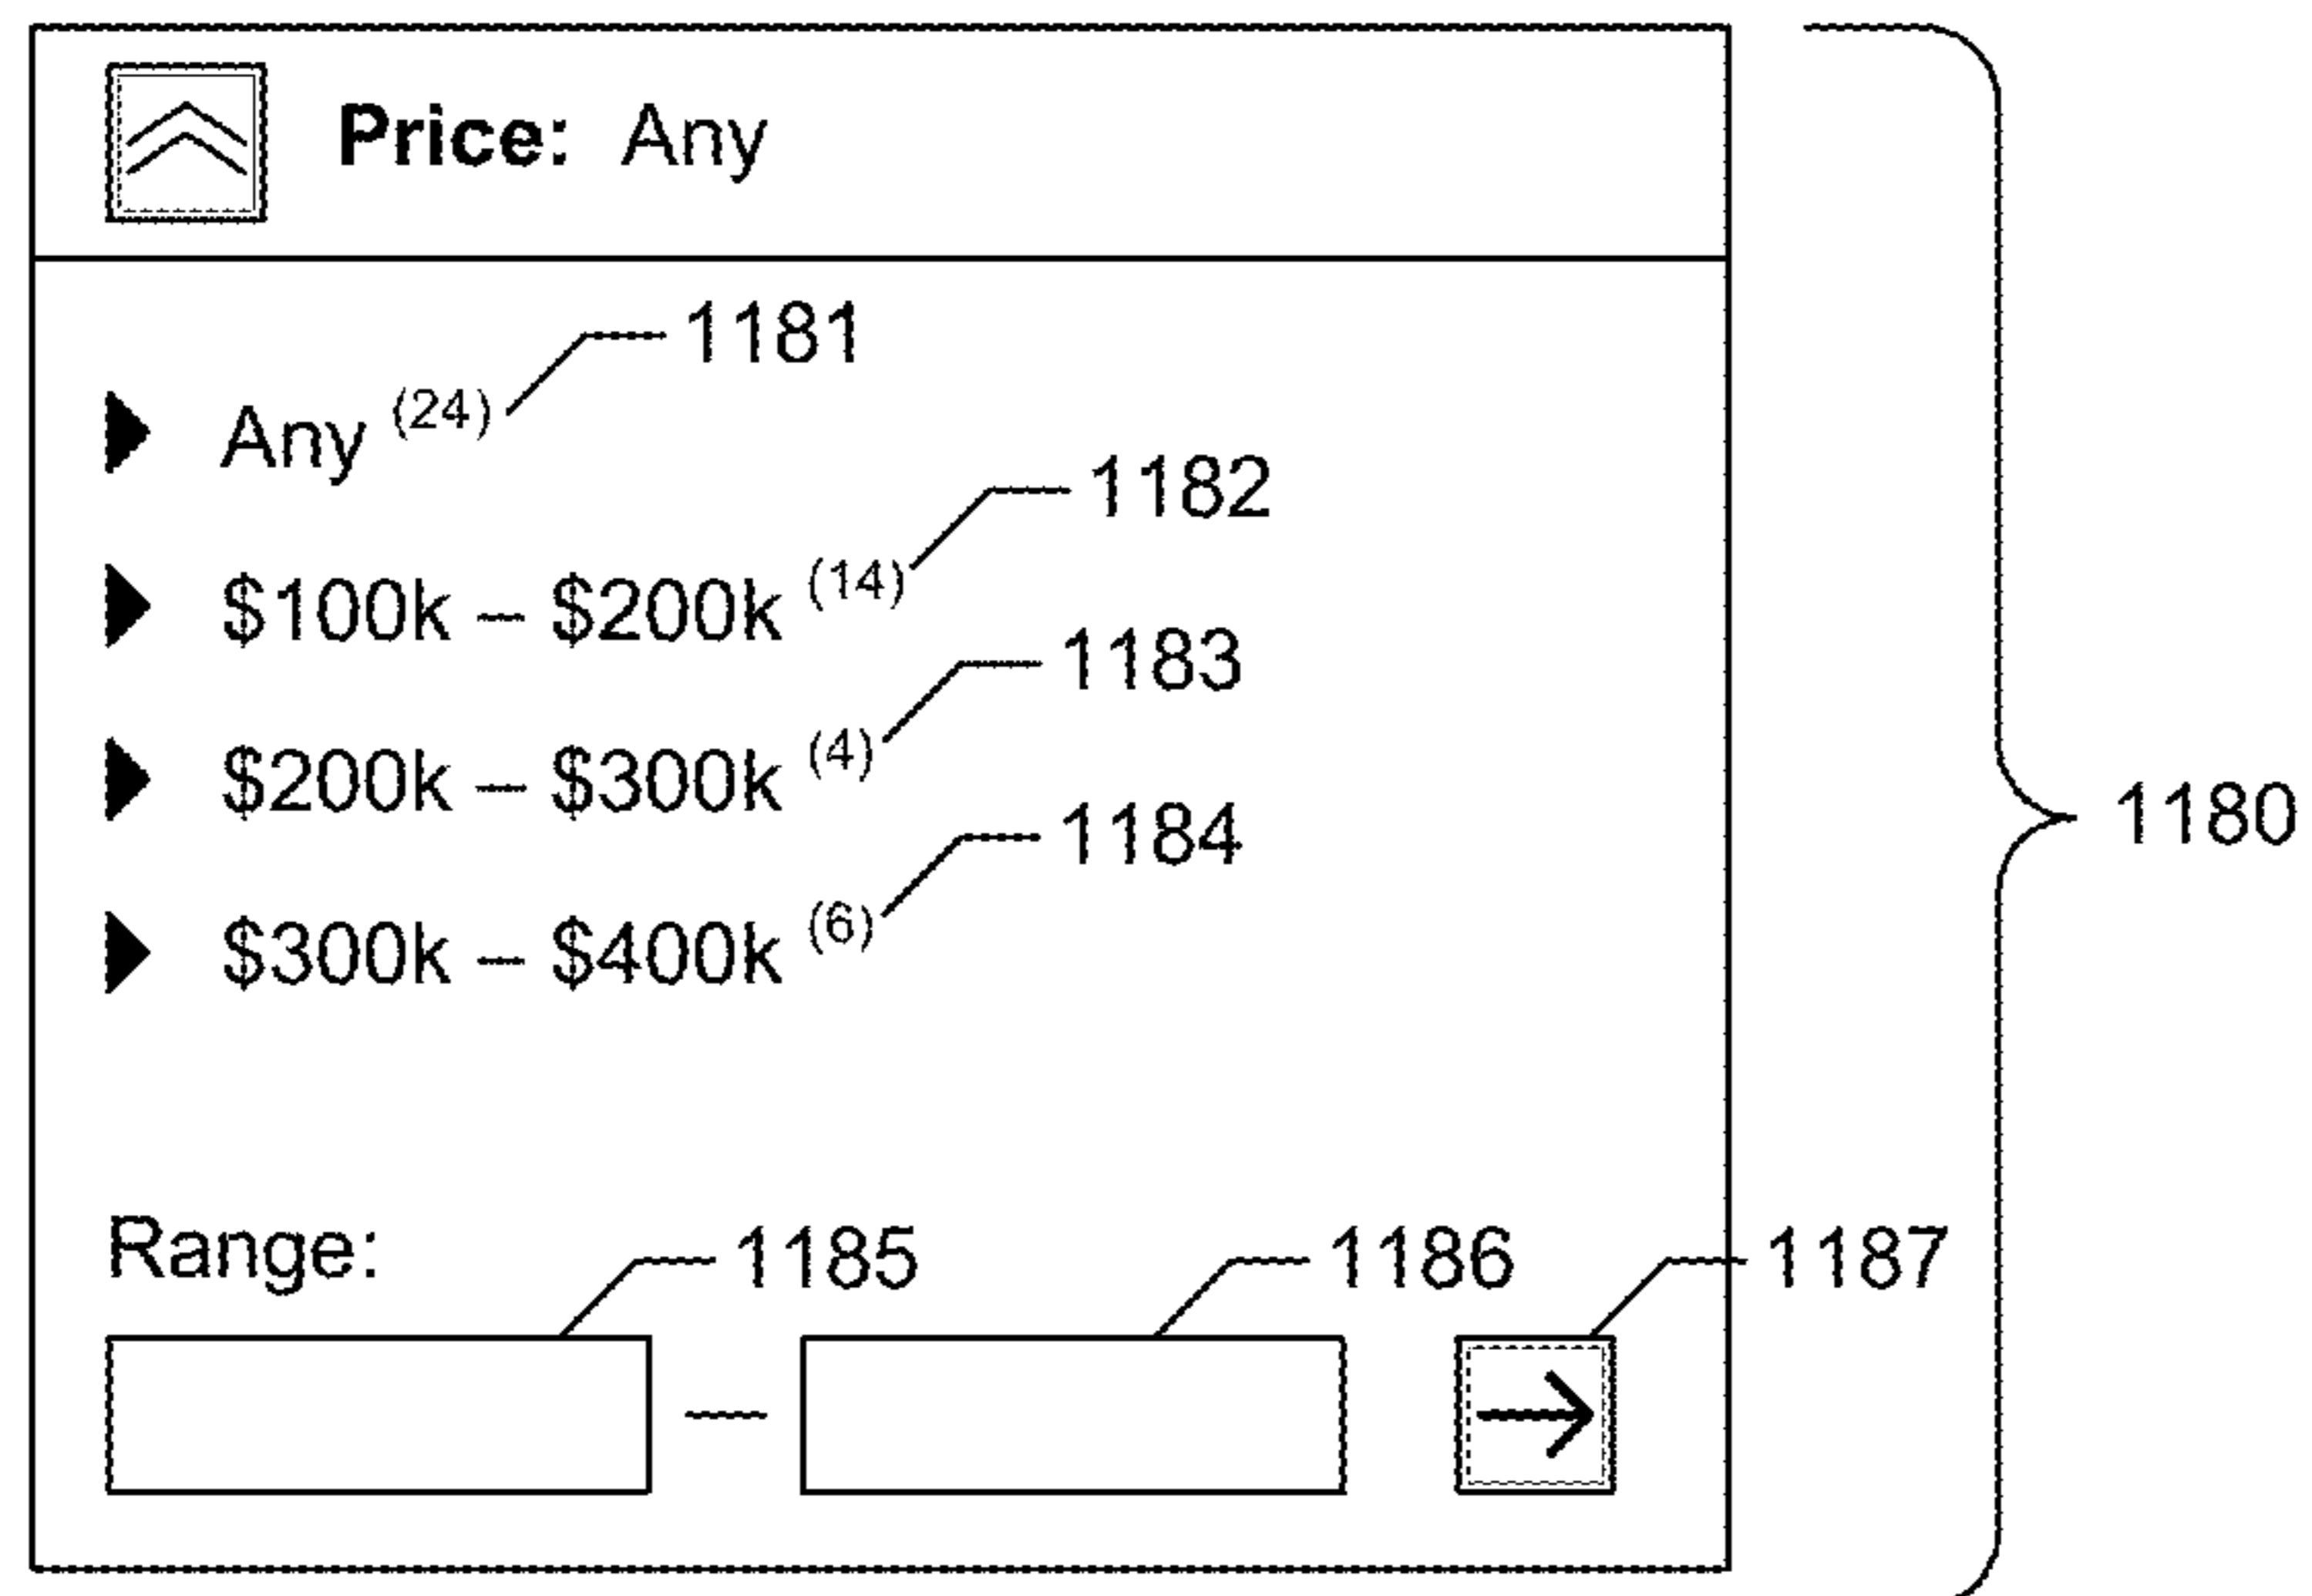 Price: Any
1181
Any (24)
1182
$100k – $200k (14)
1183
$200k – $300k (4)
1184
$300k – $400k (6)
1180
Range: 1185 1186 1187
–